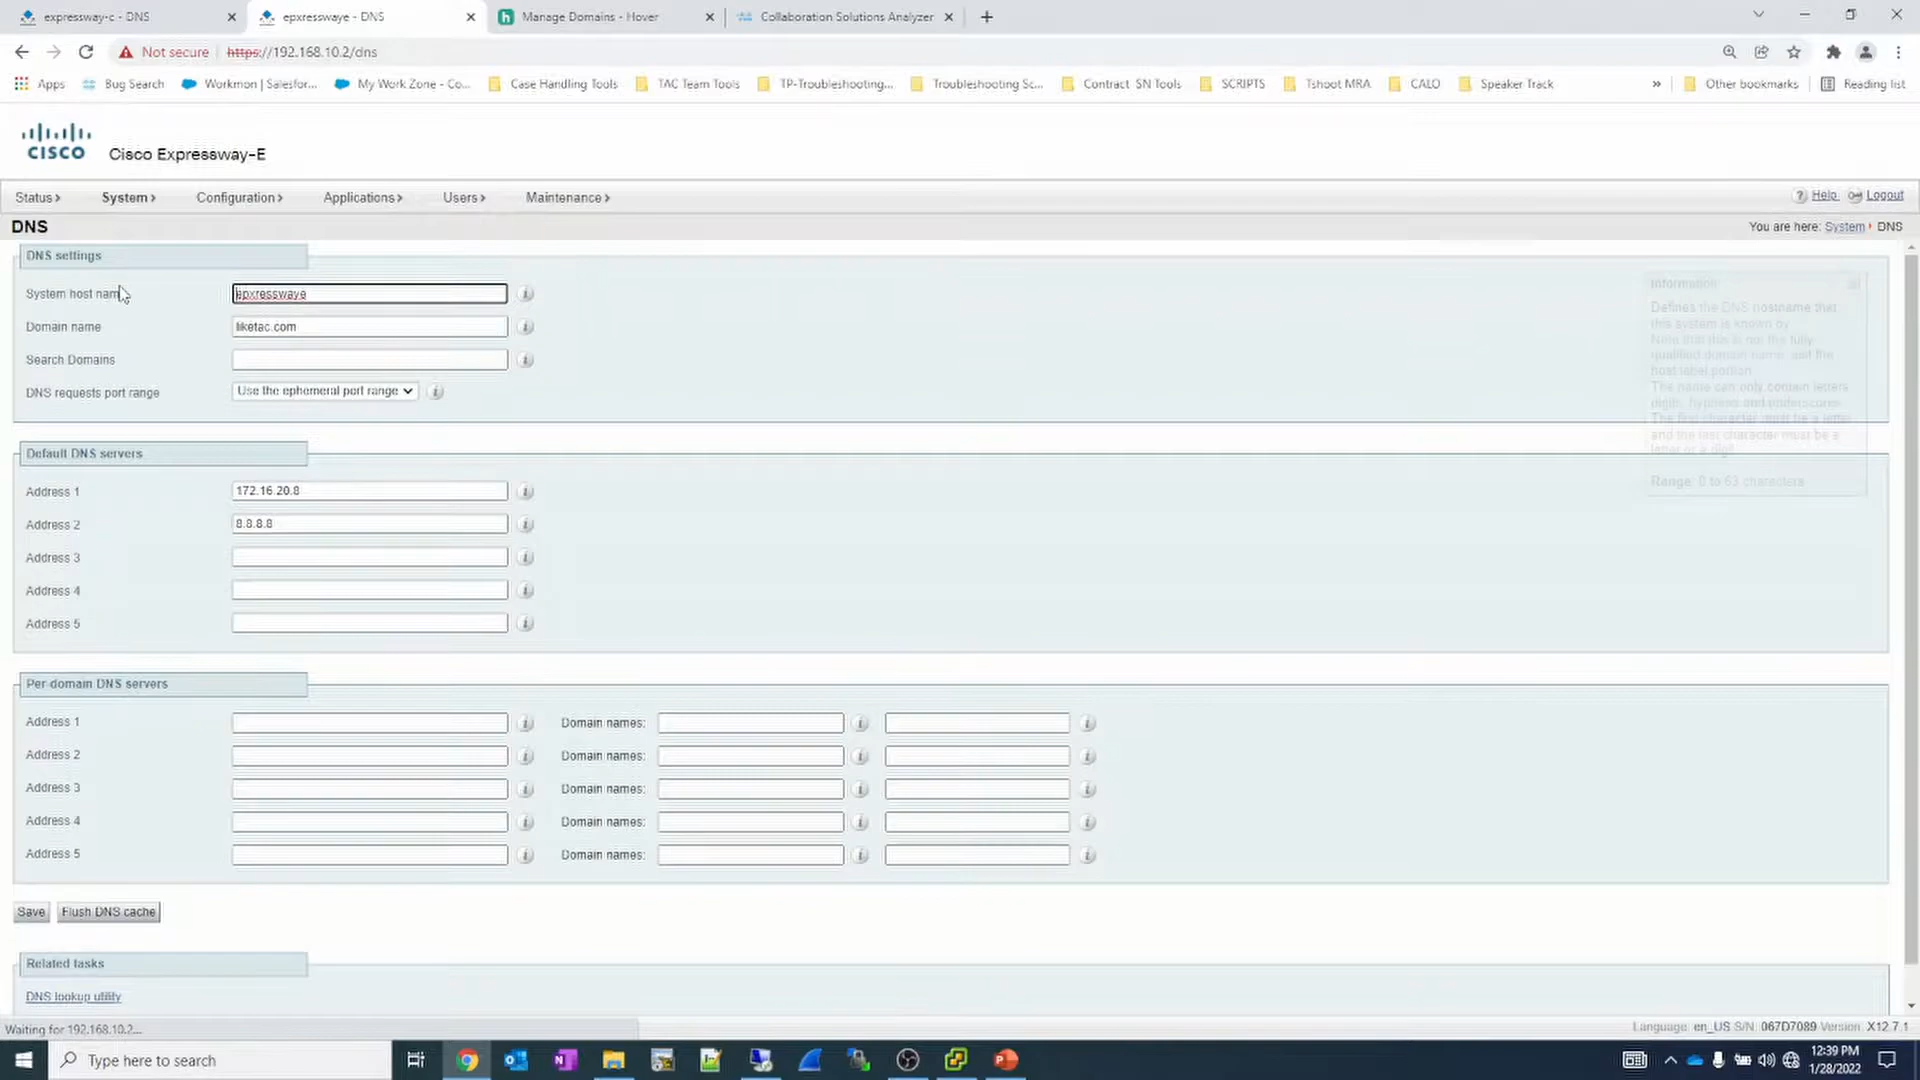 expressway-c - DNS
epxresswaye - DNS
Manage Domains - Hover
Collaboration Solutions Analyzer
Not secure
https://192.168.10.2/dns
Apps
Bug Search
Workmon | Salesfor...
My Work Zone - Co...
Case Handling Tools
TAC Team Tools
TP-Troubleshooting...
Troubleshooting Sc...
Contract SN Tools
SCRIPTS
Tshoot MRA
CALO
Speaker Track
»
Other bookmarks
Reading list
CISCO
Cisco Expressway-E
Status
System
Configuration
Applications
Users
Maintenance
Help
Logout
DNS
You are here: System DNS
DNS settings
System host name
epxresswaye
Domain name
liketac.com
Search Domains
DNS requests port range
Use the ephemeral port range
Information
Defines the DNS hostname that
this system is known by.
Note that this is not the fully
qualified domain name, just the
host label portion.
The name can only contain letters,
digits, hyphens and underscores.
The first character must be a letter
and the last character must be a
letter or a digit.
Range: 0 to 63 characters
Default DNS servers
Address 1
172.16.20.8
Address 2
8.8.8.8
Address 3
Address 4
Address 5
Per-domain DNS servers
Address 1
Domain names:
Address 2
Domain names:
Address 3
Domain names:
Address 4
Domain names:
Address 5
Domain names:
Save
Flush DNS cache
Related tasks
DNS lookup utility
Waiting for 192.168.10.2...
Language: en_US S/N: 067D7089 Version: X12.7.1
Type here to search
12:39 PM
1/28/2022